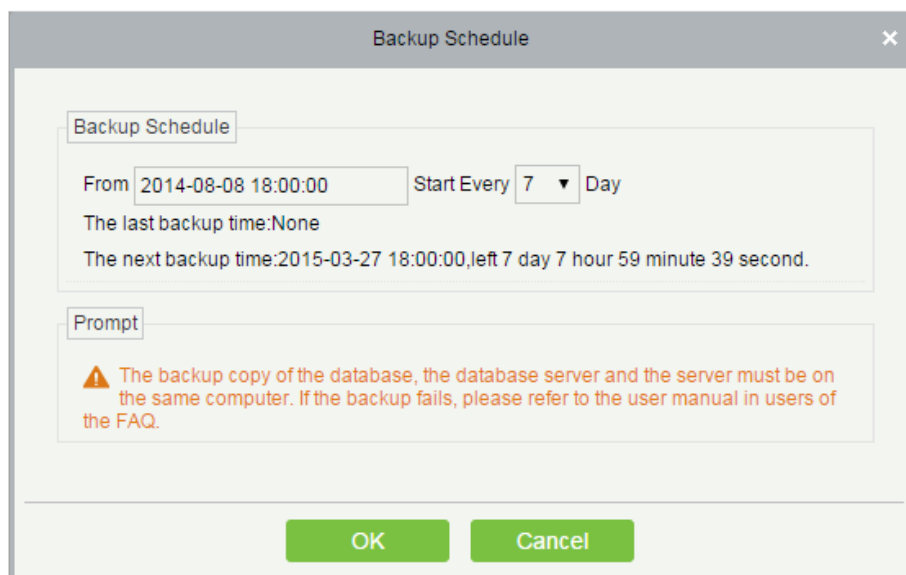 Backup Schedule
Backup Schedule
From 2014-08-08 18:00:00 Start Every 7 Day
The last backup time:None
The next backup time:2015-03-27 18:00:00,left 7 day 7 hour 59 minute 39 second.
Prompt
The backup copy of the database, the database server and the server must be on
the same computer. If the backup fails, please refer to the user manual in users of
the FAQ.
OK Cancel